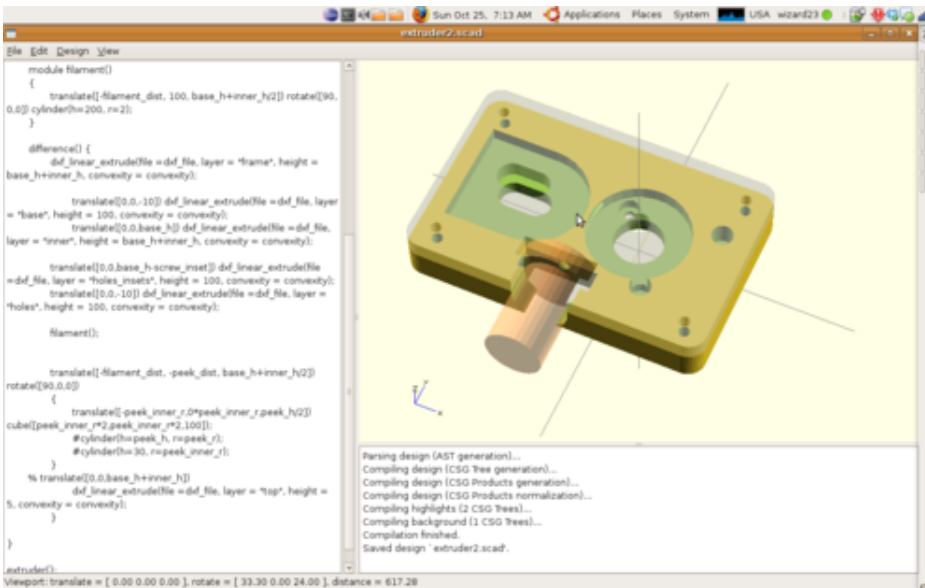 Sun Oct 25, 7:13 AM Applications Places System USA wizard23
extruder2.scad
File Edit Design View
module filament()
{
translate([-filament_dist, 100, base_h+inner_h/2]) rotate([90,
0,0]) cylinder(h=200, r=2);
}
difference() {
dxf_linear_extrude(file =dxf_file, layer = "frame", height =
base_h+inner_h, convexity = convexity);
translate([0,0,-10]) dxf_linear_extrude(file =dxf_file, layer
= "base", height = 100, convexity = convexity);
translate([0,0,base_h]) dxf_linear_extrude(file =dxf_file,
layer = "inner", height = base_h+inner_h, convexity = convexity);
translate([0,0,base_h-screw_inset]) dxf_linear_extrude(file
=dxf_file, layer = "holes_insets", height = 100, convexity = convexity);
translate([0,0,-10]) dxf_linear_extrude(file =dxf_file, layer =
"holes", height = 100, convexity = convexity);
filament();
translate([-filament_dist, -peek_dist, base_h+inner_h/2])
rotate([90,0,0])
{
translate([-peek_inner_r,0*peek_inner_r,peek_h/2])
cube([peek_inner_r*2,peek_inner_r*2,100]);
#cylinder(h=peek_h, r=peek_r);
#cylinder(h=30, r=peek_inner_r);
}
% translate([0,0,base_h+inner_h])
dxf_linear_extrude(file =dxf_file, layer = "top", height =
5, convexity = convexity);
}
}
extruder();
z y x
Parsing design (AST generation)...
Compiling design (CSG Tree generation)...
Compiling design (CSG Products generation)...
Compiling design (CSG Products normalization)...
Compiling highlights (2 CSG Trees)...
Compiling background (1 CSG Trees)...
Compilation finished.
Saved design `extruder2.scad'.
Viewport: translate = [ 0.00 0.00 0.00 ], rotate = [ 33.30 0.00 24.00 ], distance = 617.28